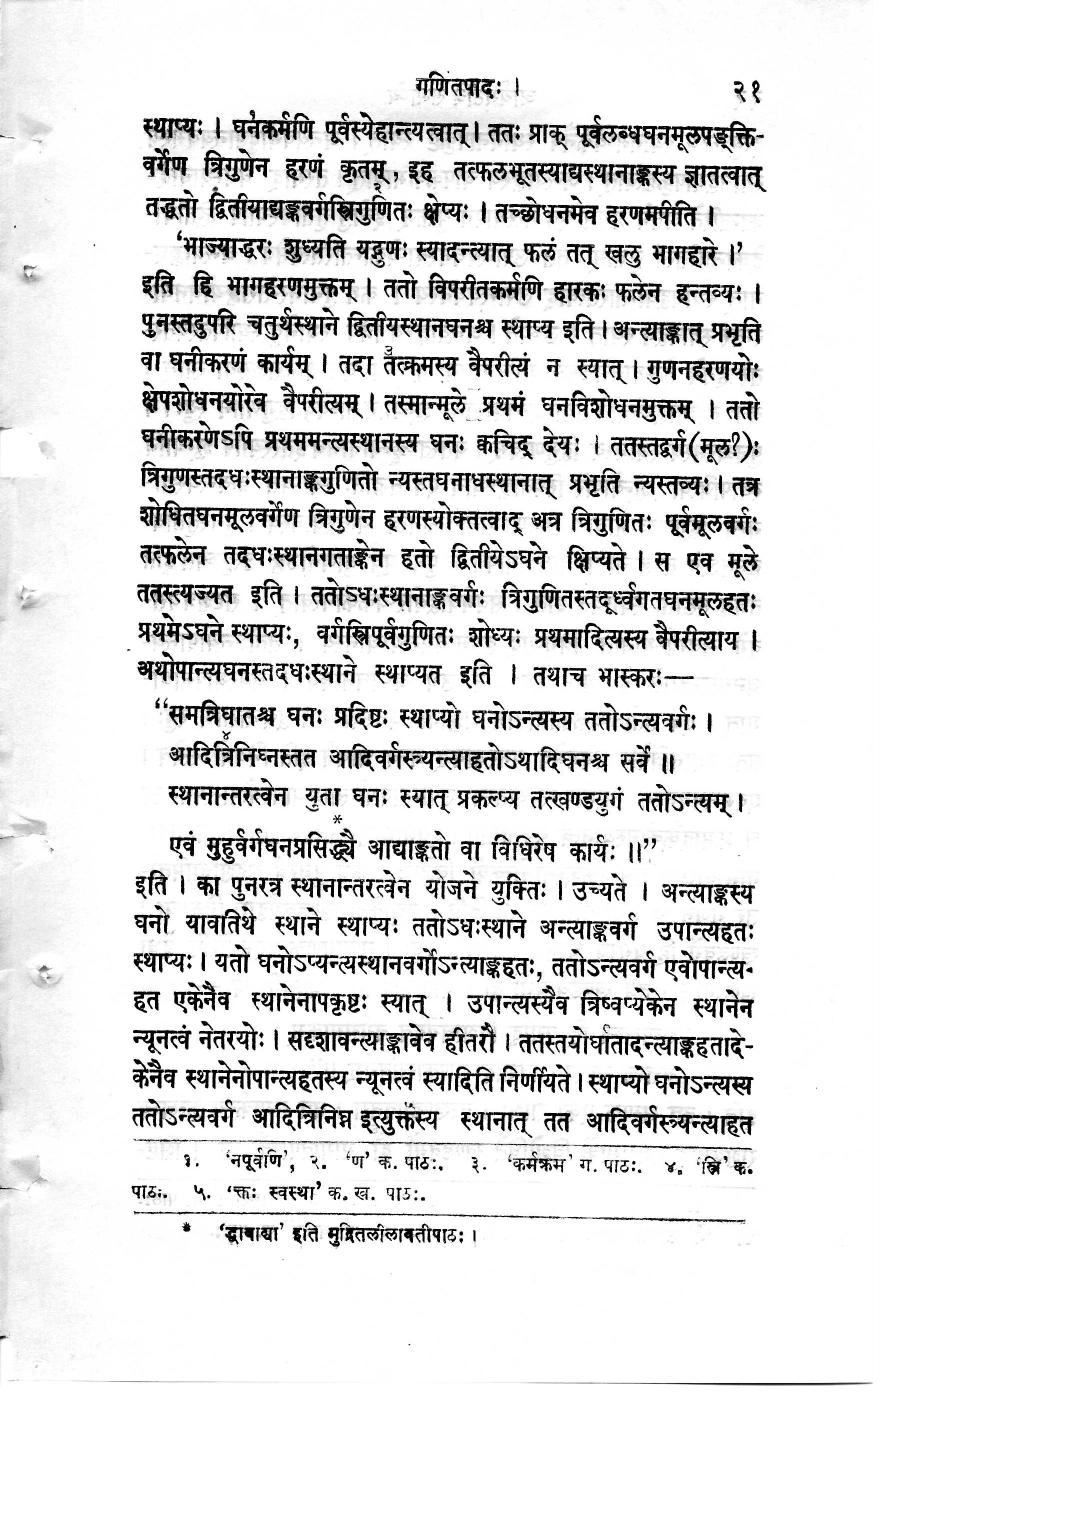 गणितपादः ।
२१
स्थाप्यः । घनकर्मणि पूर्वस्येहान्त्यत्वात् । ततः प्राक् पूर्वलब्धघनमूलपङ्क्ति-
वर्गेण त्रिगुणेन हरणं कृतम्, इह तत्फलभूतस्याद्यस्थानाङ्कस्य ज्ञातत्वात्
तद्धतो द्वितीयाद्यङ्कवर्गस्त्रिगुणितः क्षेप्यः । तच्छोधनमेव हरणमपीति ।
‘भाज्याद्धरः शुध्यति यद्गुणः स्यादन्त्यात् फलं तत् खलु भागहारे ।’
इति हि भागहरणमुक्तम् । ततो विपरीतकर्मणि हारकः फलेन हन्तव्यः ।
पुनस्तदुपरि चतुर्थस्थाने द्वितीयस्थानघनश्च स्थाप्य इति । अन्त्याङ्कात् प्रभृति
वा घनीकरणं कार्यम् । तदा तत्क्रमस्य वैपरीत्यं न स्यात् । गुणनहरणयोः
क्षेपशोधनयोरेव वैपरीत्यम् । तस्मान्मूले प्रथमं घनविशोधनमुक्तम् । ततो
घनीकरणेऽपि प्रथममन्त्यस्थानस्य घनः क्वचिद् देयः । ततस्तद्वर्ग(मूल?)ः
त्रिगुणस्तदधःस्थानाङ्कगुणितो न्यस्तघनाधस्थानात् प्रभृति न्यस्तव्यः । तत्र
शोधितघनमूलवर्गेण त्रिगुणेन हरणस्योक्तत्वाद् अत्र त्रिगुणितः पूर्वमूलवर्गः
तत्फलेन तदधःस्थानगताङ्केन हतो द्वितीयेऽघने क्षिप्यते । स एव मूले
ततस्त्यज्यत इति । ततोऽधःस्थानाङ्कवर्गः त्रिगुणितस्तदूर्ध्वगतघनमूलहतः
प्रथमेऽघने स्थाप्यः, वर्गस्त्रिपूर्वगुणितः शोध्यः प्रथमादित्यस्य वैपरीत्याय ।
अथोपान्त्यघनस्तदधःस्थाने स्थाप्यत इति । तथाच भास्करः—
“समत्रिघातश्च घनः प्रदिष्टः स्थाप्यो घनोऽन्त्यस्य ततोऽन्त्यवर्गः ।
आदित्रिनिघ्नस्तत आदिवर्गस्त्र्यन्त्याहतोऽथादिघनश्च सर्वे ॥
स्थानान्तरत्वेन युता घनः स्यात् प्रकल्प्य तत्खण्डयुगं ततोऽन्त्यम् ।
एवं मुहुर्वर्गघनप्रसिद्ध्यै आद्याङ्कतो वा विधिरेष कार्यः ॥”
इति । का पुनरत्र स्थानान्तरत्वेन योजने युक्तिः । उच्यते । अन्त्याङ्कस्य
घनो यावतिथे स्थाने स्थाप्यः ततोऽधःस्थाने अन्त्याङ्कवर्ग उपान्त्यहतः
स्थाप्यः । यतो घनोऽप्यन्त्यस्थानवर्गोऽन्त्याङ्कहतः, ततोऽन्त्यवर्ग एवोपान्त्य-
हत एकेनैव स्थानेनापकृष्टः स्यात् । उपान्त्यस्यैव त्रिष्वप्येकेन स्थानेन
न्यूनत्वं नेतरयोः । सदृशावन्त्याङ्कावेव हीतरौ । ततस्तयोर्घातादन्त्याङ्कहतादे-
केनैव स्थानेनोपान्त्यहतस्य न्यूनत्वं स्यादिति निर्णीयते । स्थाप्यो घनोऽन्त्यस्य
ततोऽन्त्यवर्ग आदित्रिनिघ्न इत्युक्तस्य स्थानात् तत आदिवर्गस्त्र्यन्त्याहत
१. ‘नपूर्वणि’, २. ‘ण’ क. पाठः. ३. ‘कर्मक्रम’ ग. पाठः. ४. ‘स्त्रि’ क.
पाठः. ५. ‘क्तः स्वस्था’ क. ख. पाठः.
* ‘द्वावाद्या’ इति मुद्रितलीलावतीपाठः ।